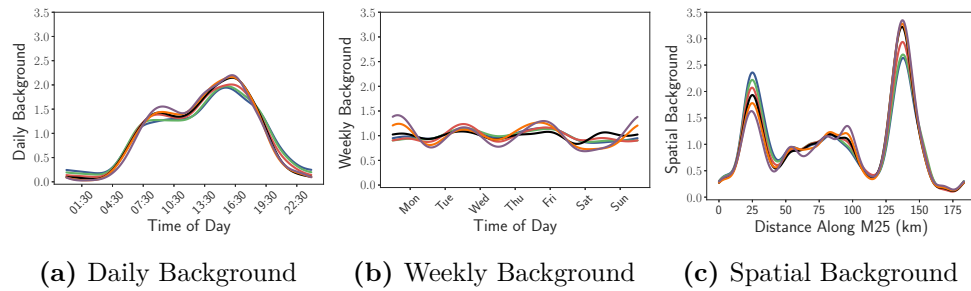 3.5
3.0
2.5
2.0
1.5
1.0
0.5
0.0
Daily Background
01:30
04:30
07:30
10:30
13:30
16:30
19:30
22:30
Time of Day
(a) Daily Background
3.5
3.0
2.5
2.0
1.5
1.0
0.5
0.0
Weekly Background
Mon
Tue
Wed
Thu
Fri
Sat
Sun
Time of Day
(b) Weekly Background
3.5
3.0
2.5
2.0
1.5
1.0
0.5
0.0
Spatial Background
0
25
50
75
100
125
150
175
Distance Along M25 (km)
(c) Spatial Background